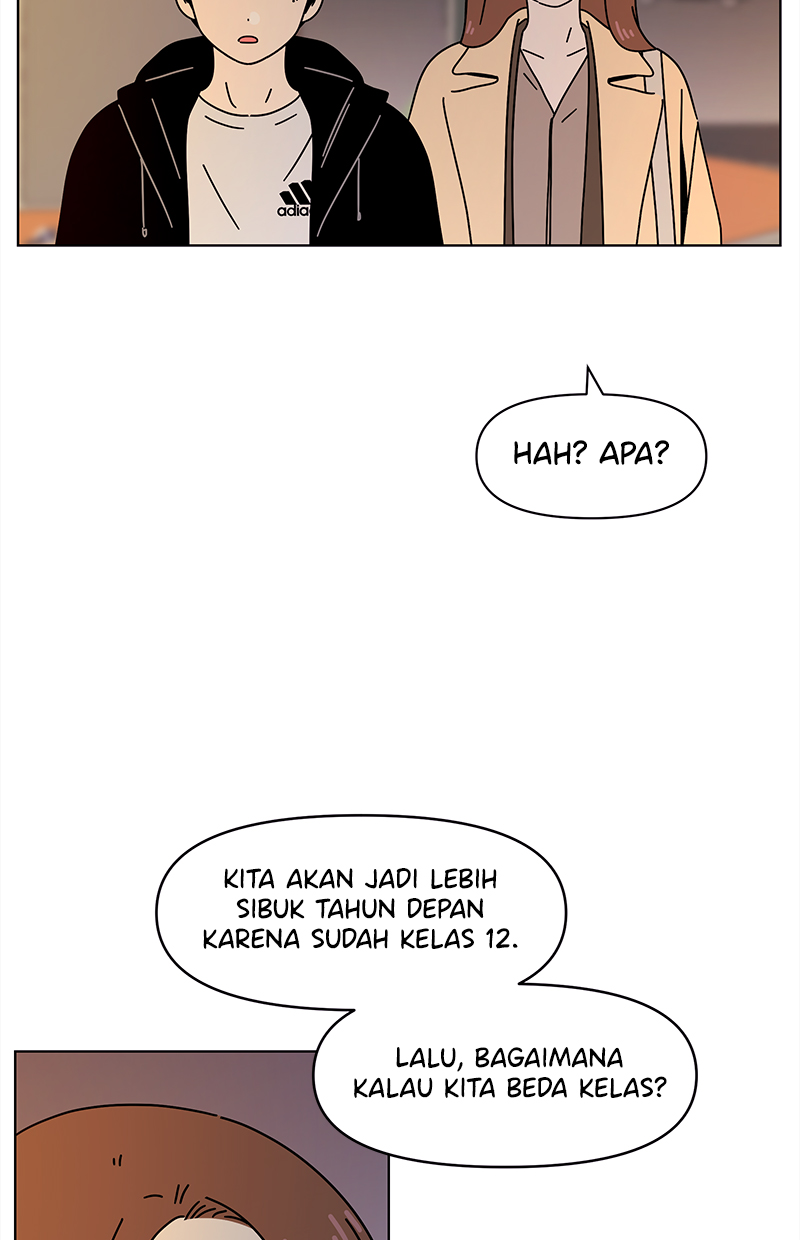 adidas
HAH? APA?
KITA AKAN JADI LEBIH
SIBUK TAHUN DEPAN
KARENA SUDAH KELAS 12.
LALU, BAGAIMANA
KALAU KITA BEDA KELAS?